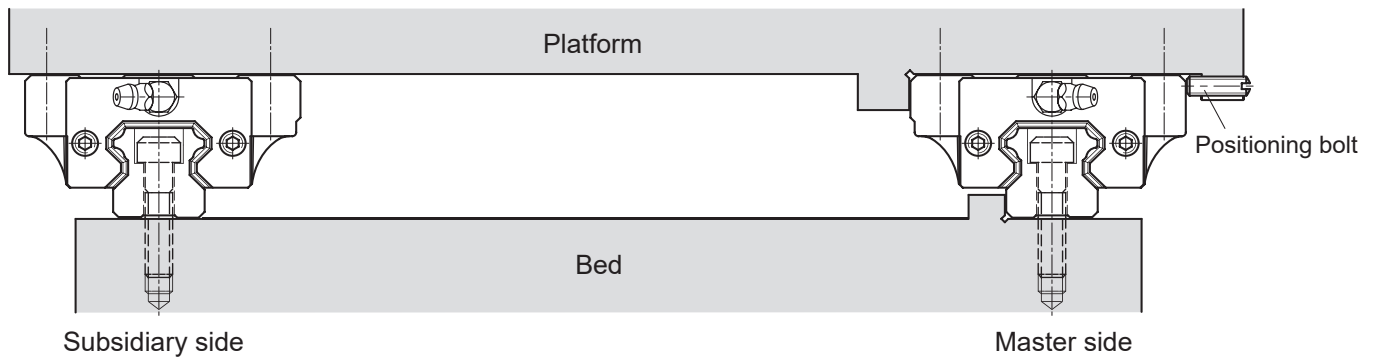 Platform
Positioning bolt
Bed
Subsidiary side
Master side